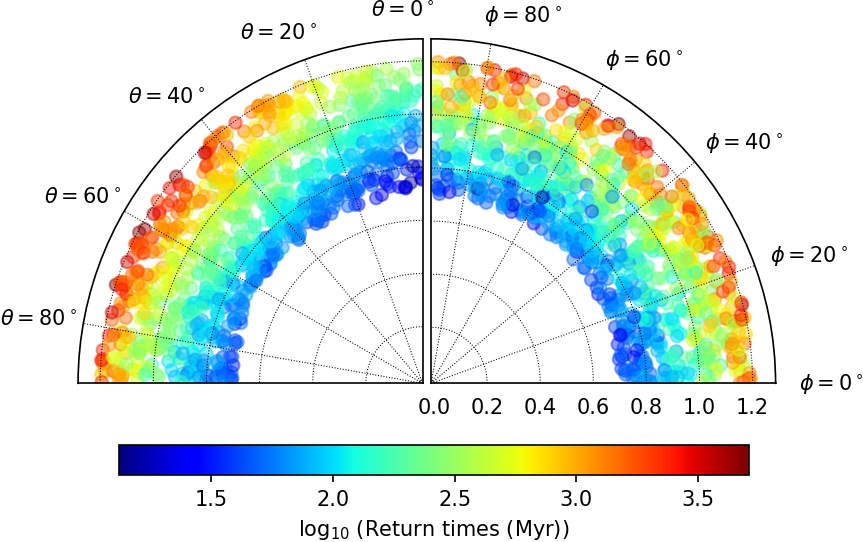 θ = 0°
θ = 20°
θ = 40°
θ = 60°
θ = 80°
ϕ = 80°
ϕ = 60°
ϕ = 40°
ϕ = 20°
ϕ = 0°
0.0 0.2 0.4 0.6 0.8 1.0 1.2
1.5 2.0 2.5 3.0 3.5
log₁₀ (Return times (Myr))